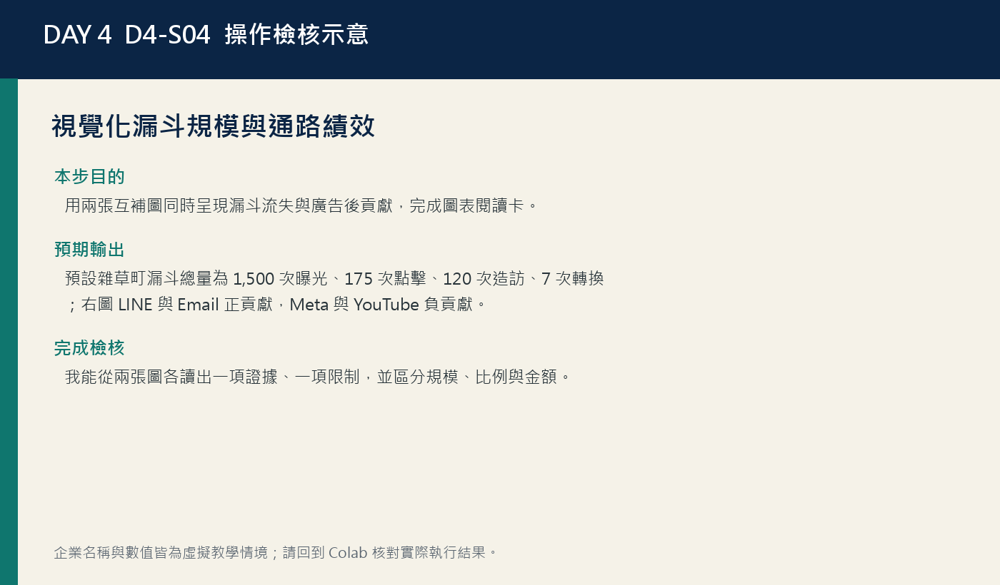 DAY 4 D4-S04 操作檢核示意
視覺化漏斗規模與通路績效
本步目的
用兩張互補圖同時呈現漏斗流失與廣告後貢獻，完成圖表閱讀卡。
預期輸出
預設雜草町漏斗總量為 1,500 次曝光、175 次點擊、120 次造訪、7 次轉換
；右圖 LINE 與 Email 正貢獻，Meta 與 YouTube 負貢獻。
完成檢核
我能從兩張圖各讀出一項證據、一項限制，並區分規模、比例與金額。
企業名稱與數值皆為虛擬教學情境；請回到 Colab 核對實際執行結果。